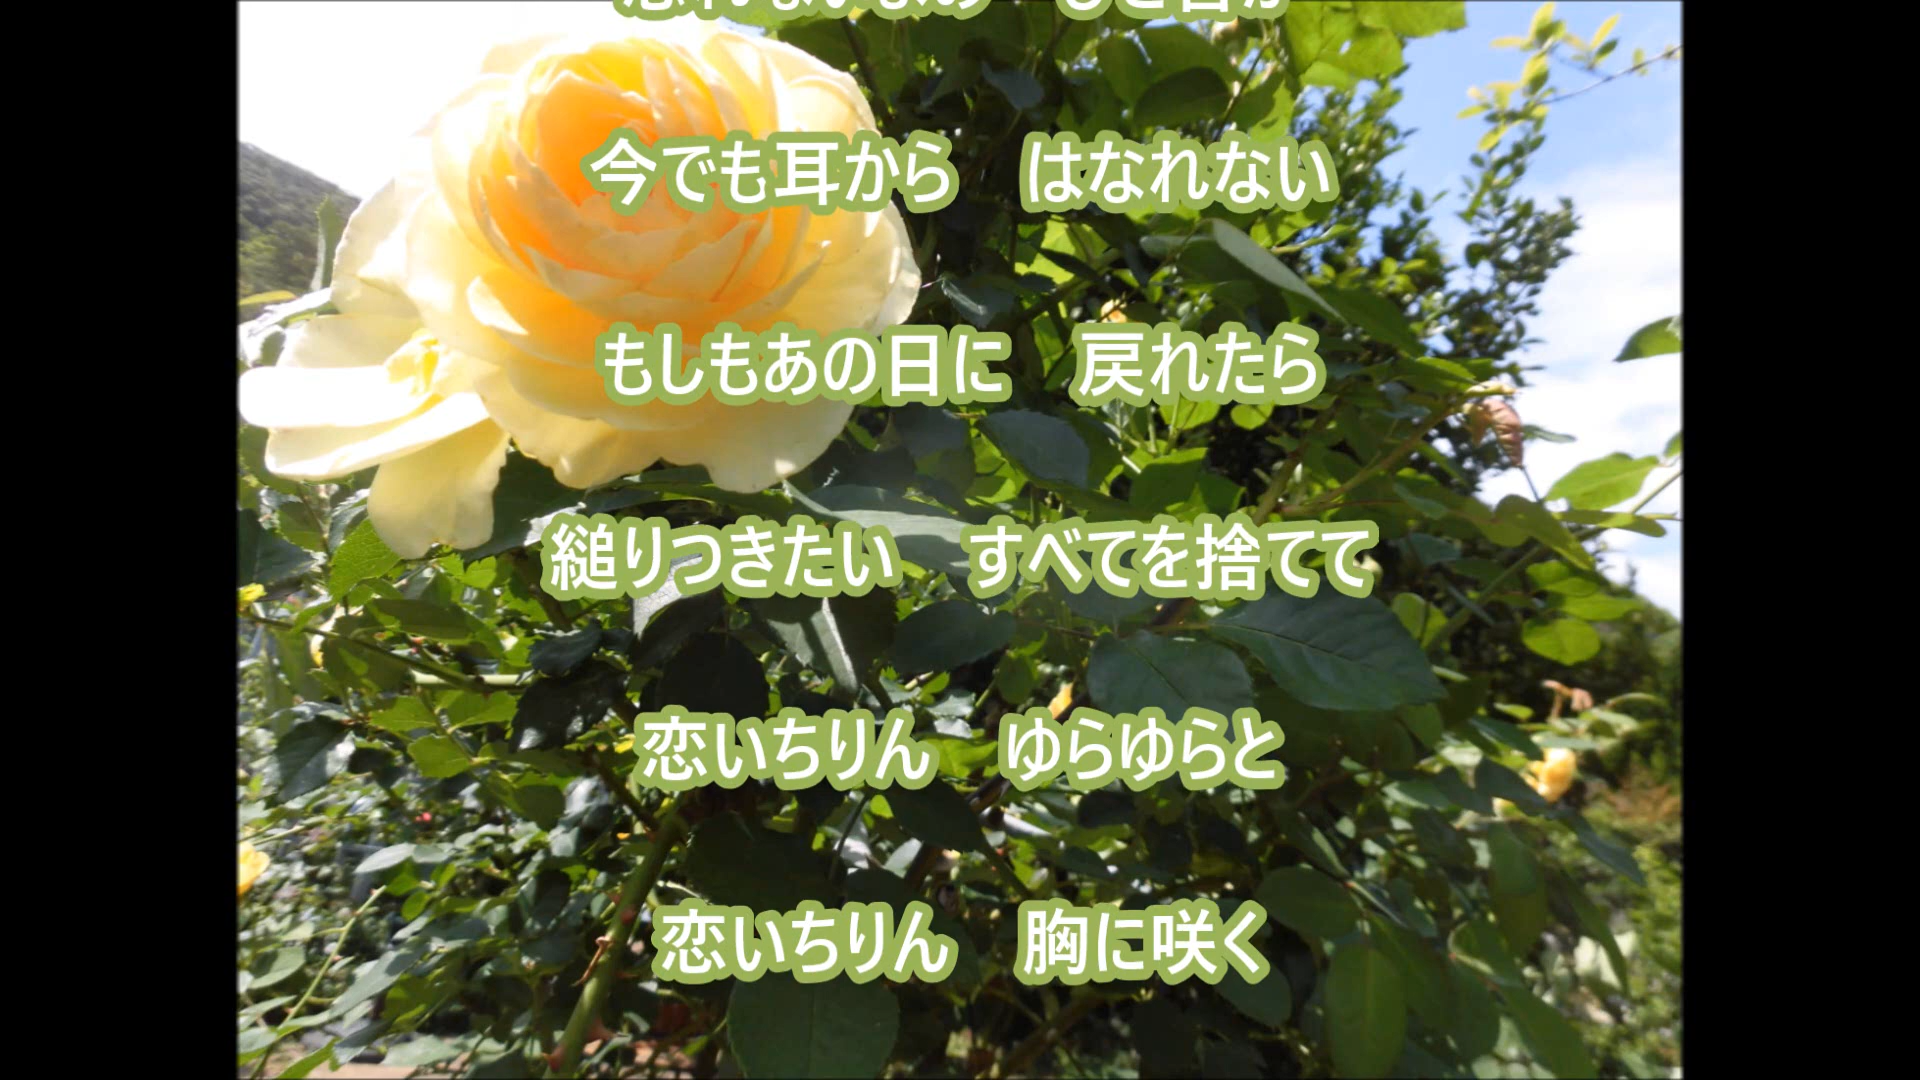 今でも耳から　はなれない
もしもあの日に　戻れたら
縋りつきたい　すべてを捨てて
恋いちりん　ゆらゆらと
恋いちりん　胸に咲く